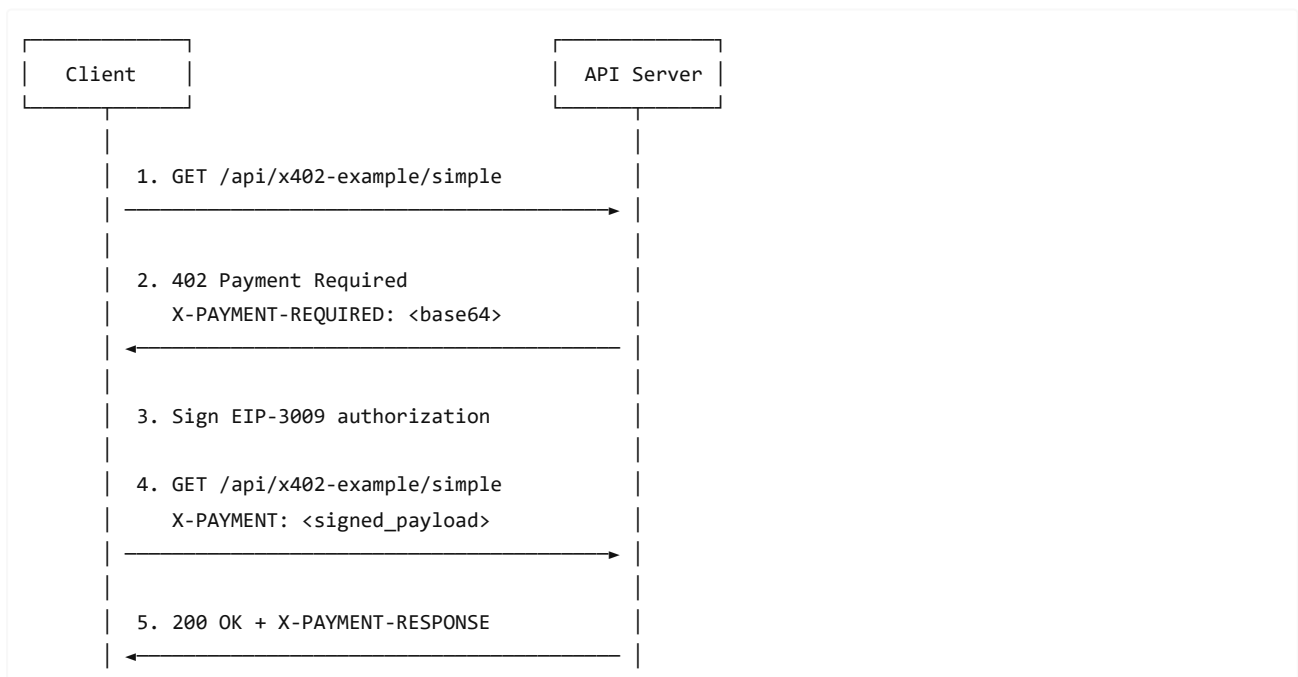 Client API Server
1. GET /api/x402-example/simple
2. 402 Payment Required
X-PAYMENT-REQUIRED: <base64>
3. Sign EIP-3009 authorization
4. GET /api/x402-example/simple
X-PAYMENT: <signed_payload>
5. 200 OK + X-PAYMENT-RESPONSE